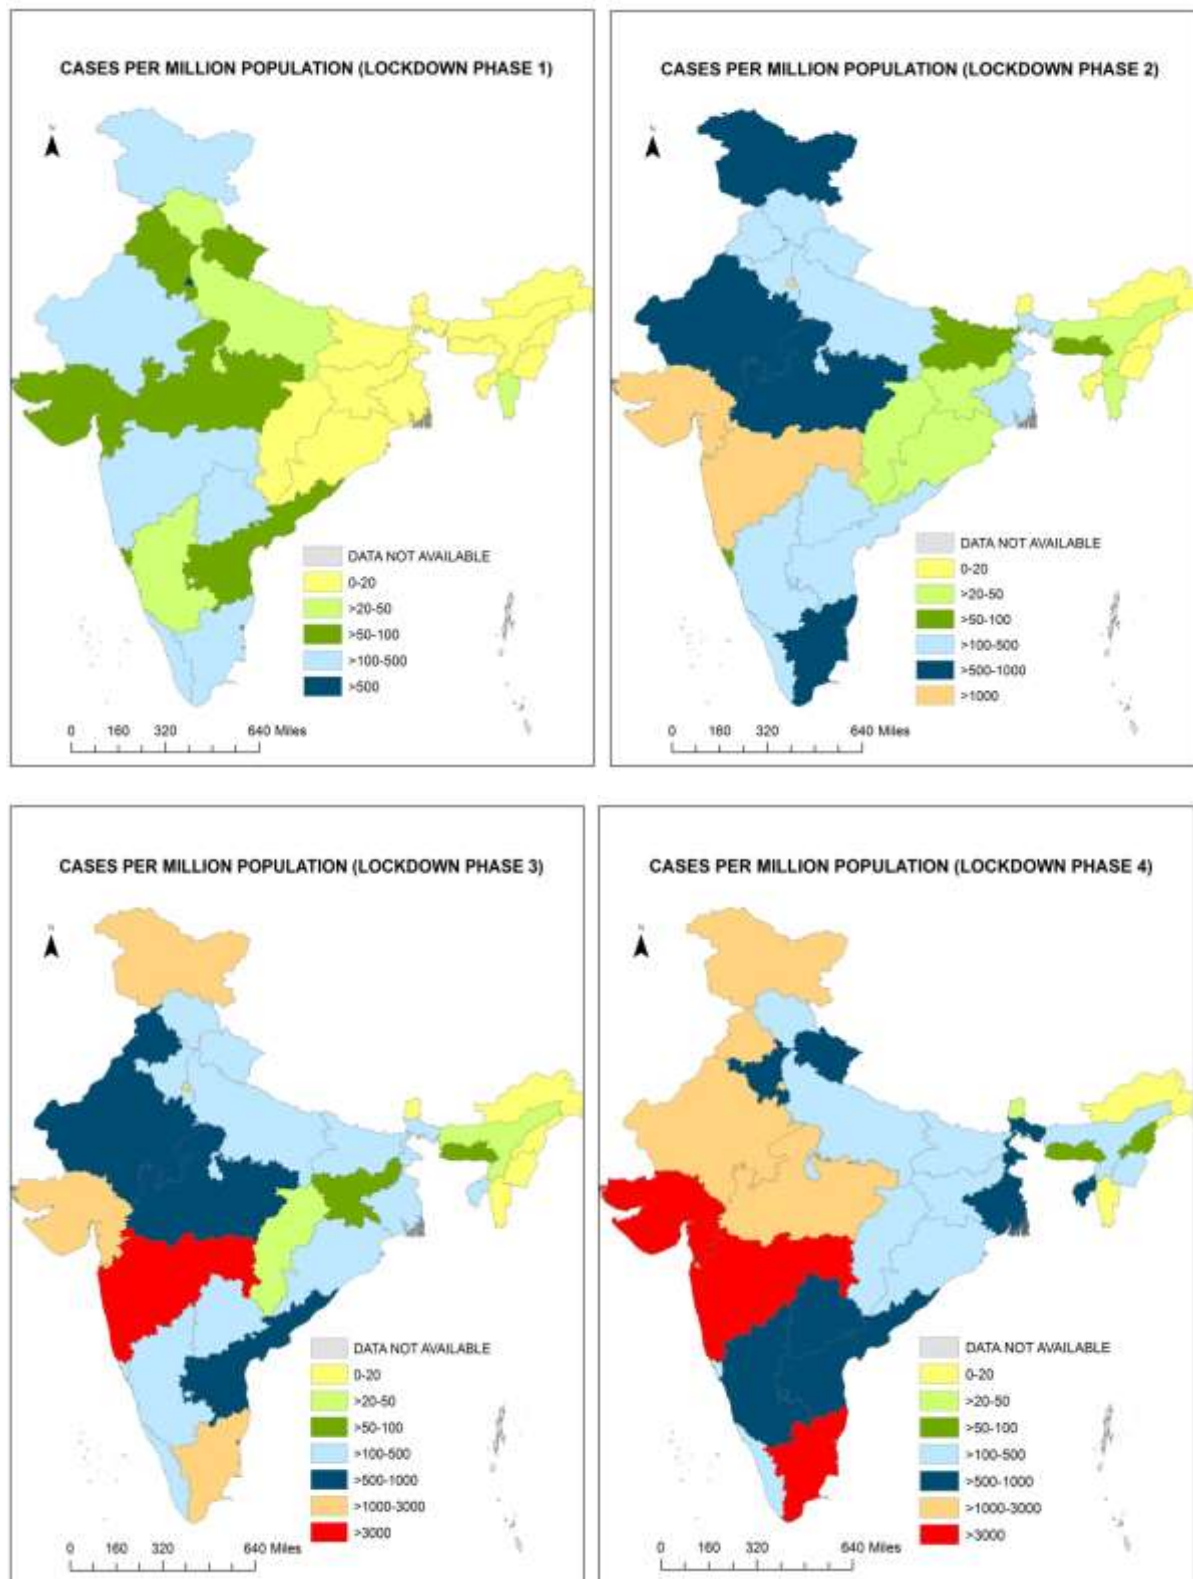 CASES PER MILLION POPULATION (LOCKDOWN PHASE 1)
N
DATA NOT AVAILABLE
0-20
>20-50
>50-100
>100-500
>500
0 160 320 640 Miles
CASES PER MILLION POPULATION (LOCKDOWN PHASE 2)
N
DATA NOT AVAILABLE
0-20
>20-50
>50-100
>100-500
>500-1000
>1000
0 160 320 640 Miles
CASES PER MILLION POPULATION (LOCKDOWN PHASE 3)
N
DATA NOT AVAILABLE
0-20
>20-50
>50-100
>100-500
>500-1000
>1000-3000
>3000
0 160 320 640 Miles
CASES PER MILLION POPULATION (LOCKDOWN PHASE 4)
N
DATA NOT AVAILABLE
0-20
>20-50
>50-100
>100-500
>500-1000
>1000-3000
>3000
0 160 320 640 Miles